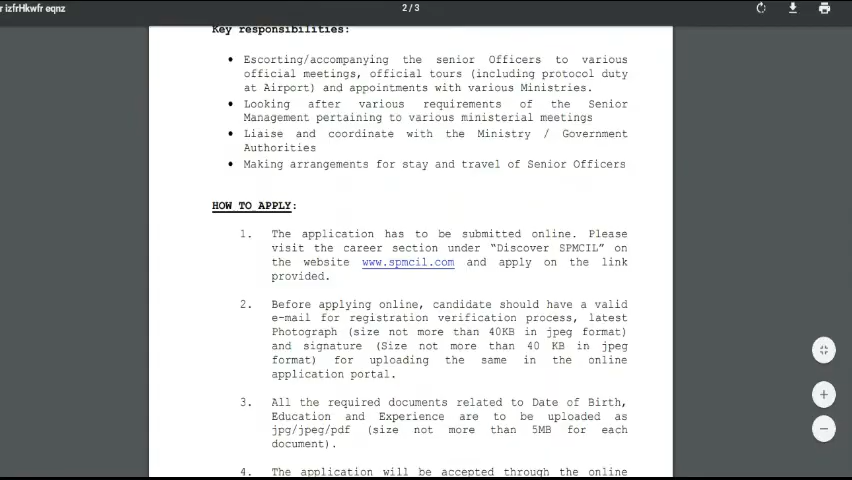 r izfrHkwfr eqnz
2 / 3
Key responsibilities:
• Escorting/accompanying the senior Officers to various
official meetings, official tours (including protocol duty
at Airport) and appointments with various Ministries.
• Looking after various requirements of the Senior
Management pertaining to various ministerial meetings
• Liaise and coordinate with the Ministry / Government
Authorities
• Making arrangements for stay and travel of Senior Officers
HOW TO APPLY:
1. The application has to be submitted online. Please
visit the career section under “Discover SPMCIL” on
the website www.spmcil.com and apply on the link
provided.
2. Before applying online, candidate should have a valid
e-mail for registration verification process, latest
Photograph (size not more than 40KB in jpeg format)
and signature (Size not more than 40 KB in jpeg
format) for uploading the same in the online
application portal.
3. All the required documents related to Date of Birth,
Education and Experience are to be uploaded as
jpg/jpeg/pdf (size not more than 5MB for each
document).
4. The application will be accepted through the online